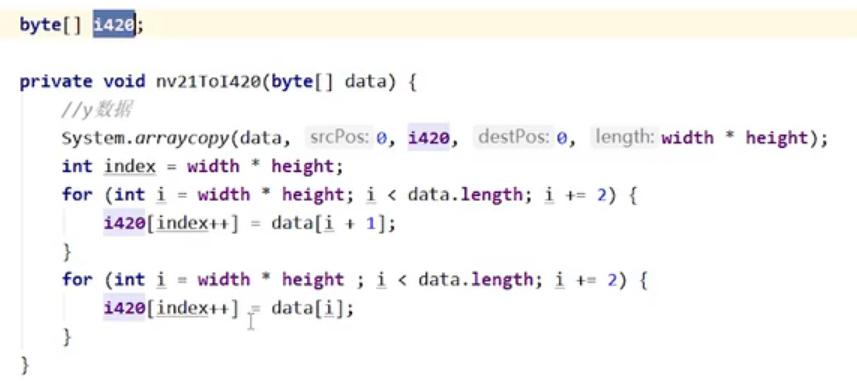 byte[] i420;
private void nv21ToI420(byte[] data) {
//y数据
System.arraycopy(data, srcPos: 0, i420, destPos: 0, length: width * height);
int index = width * height;
for (int i = width * height; i < data.length; i += 2) {
i420[index++] = data[i + 1];
}
for (int i = width * height ; i < data.length; i += 2) {
i420[index++] = data[i];
}
}